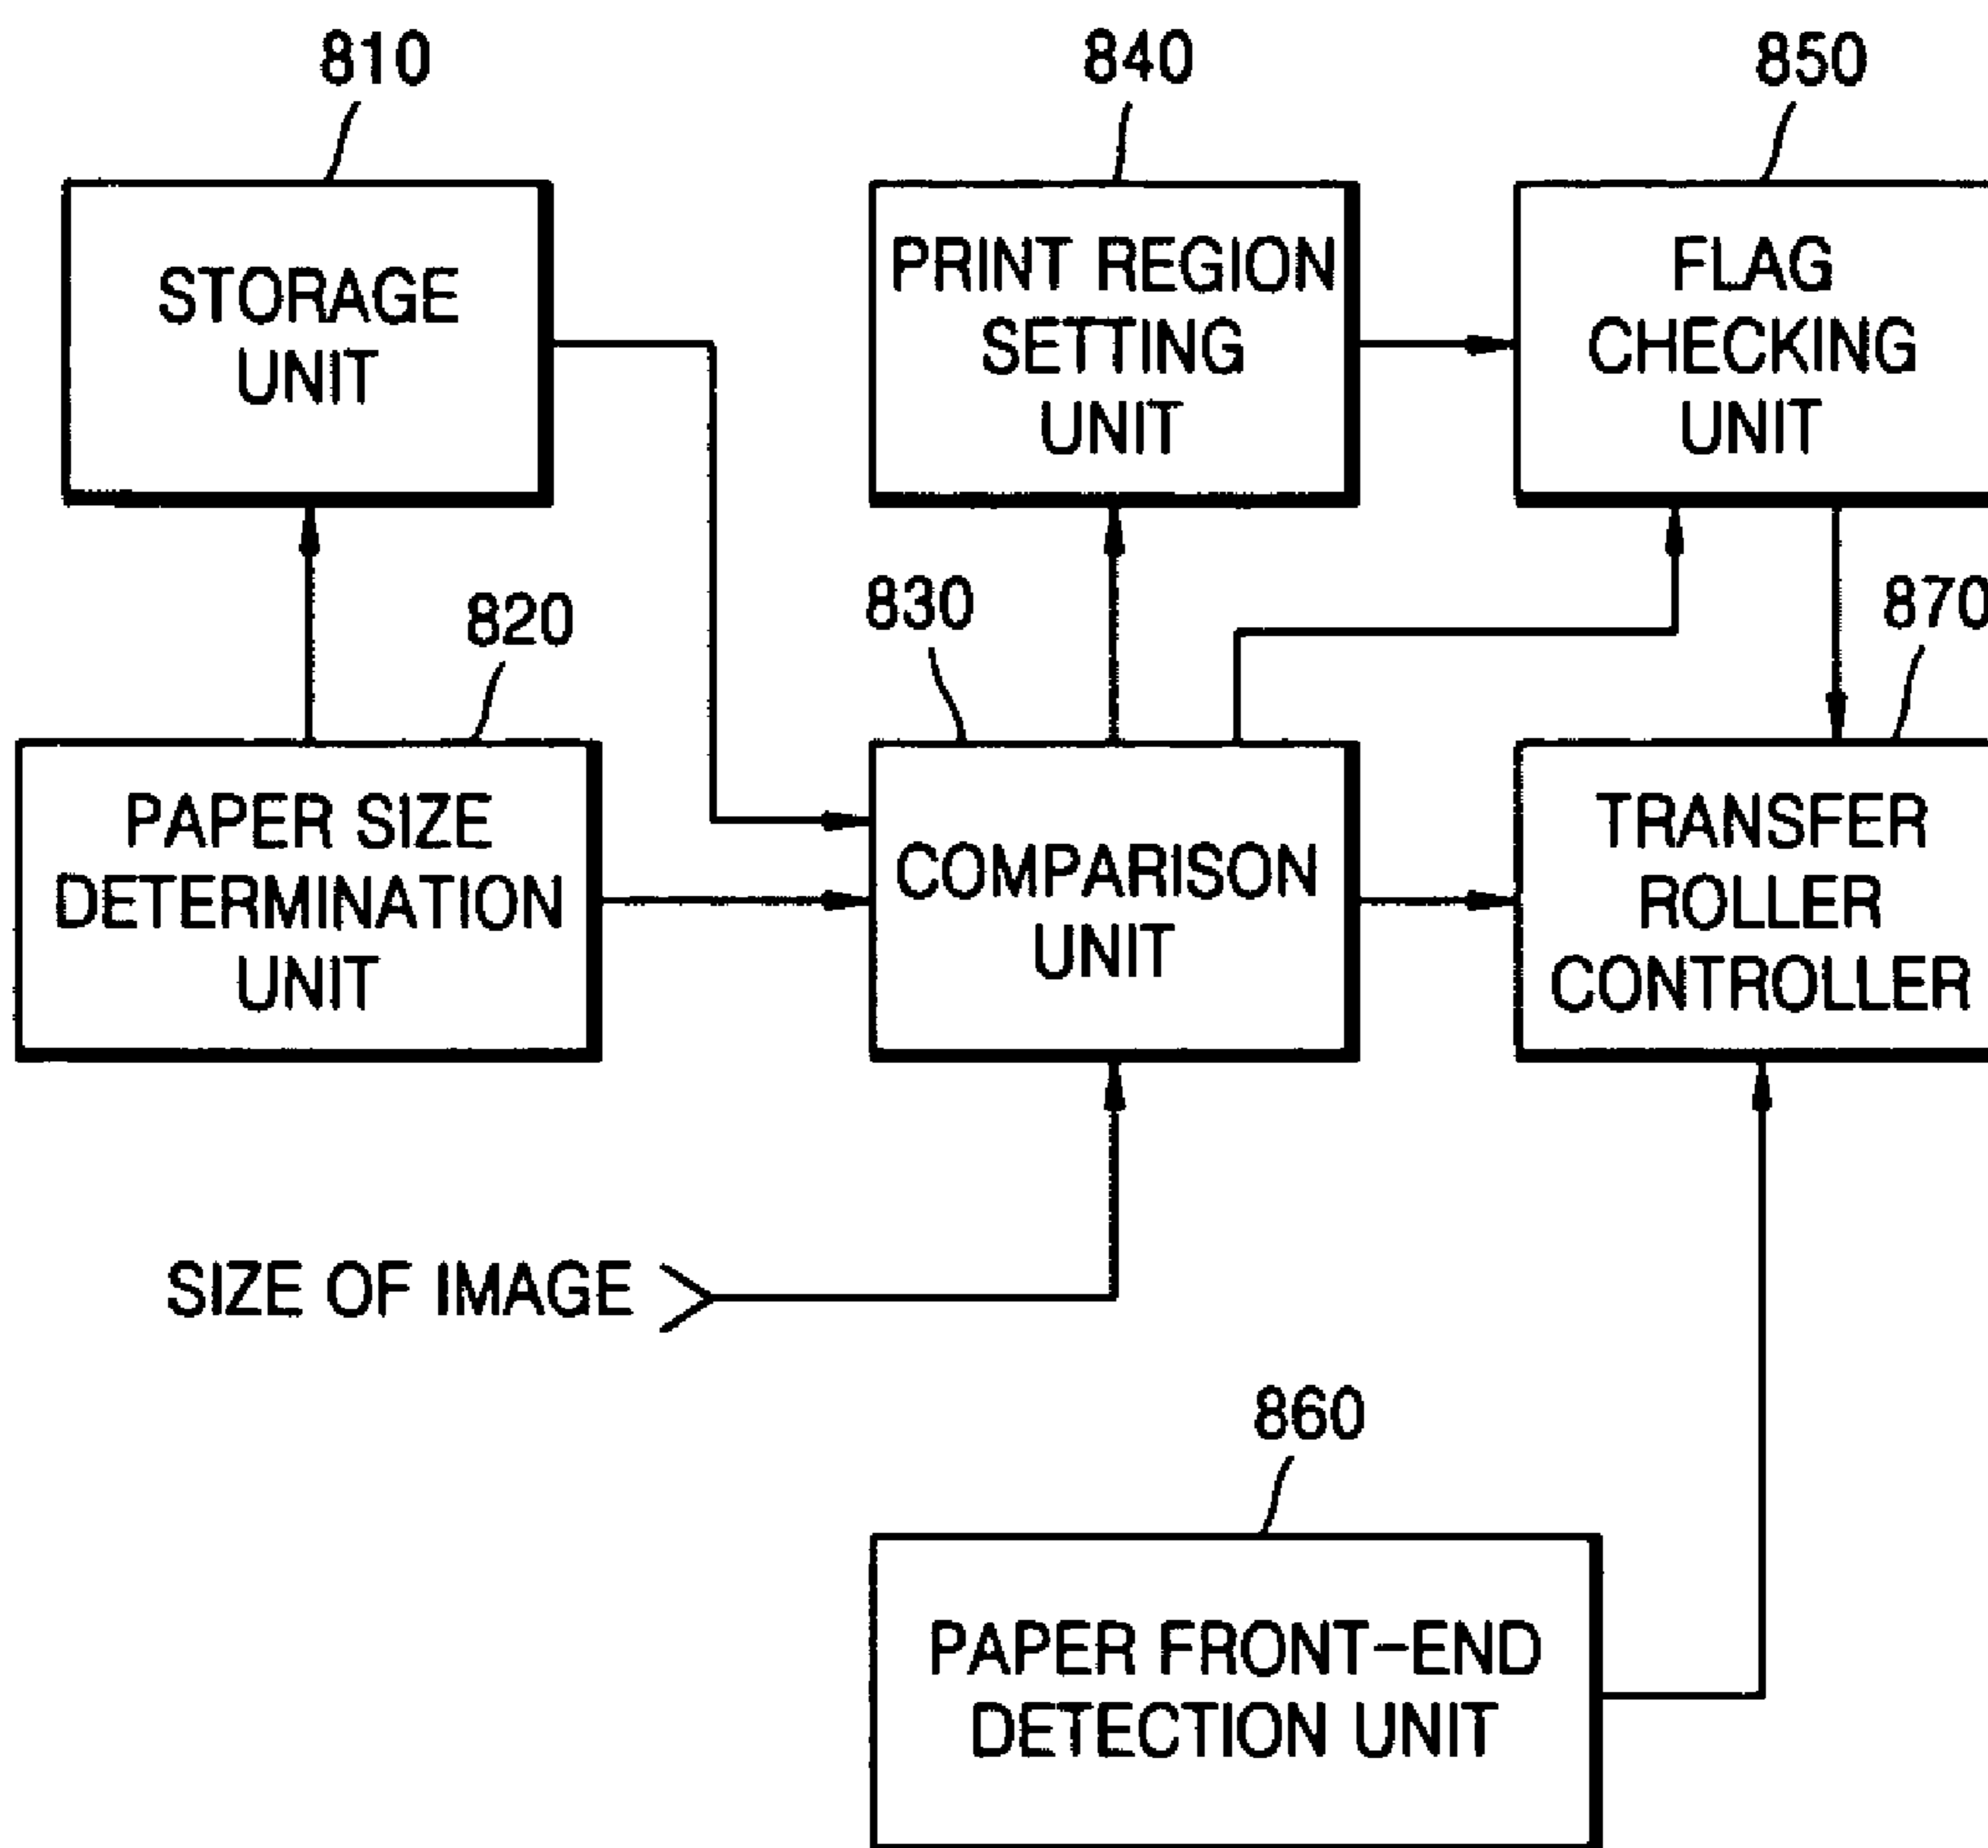 810
840
850
STORAGE
UNIT
PRINT REGION
SETTING
UNIT
FLAG
CHECKING
UNIT
820
830
870
PAPER SIZE
DETERMINATION
UNIT
COMPARISON
UNIT
TRANSFER
ROLLER
CONTROLLER
SIZE OF IMAGE
860
PAPER FRONT-END
DETECTION UNIT